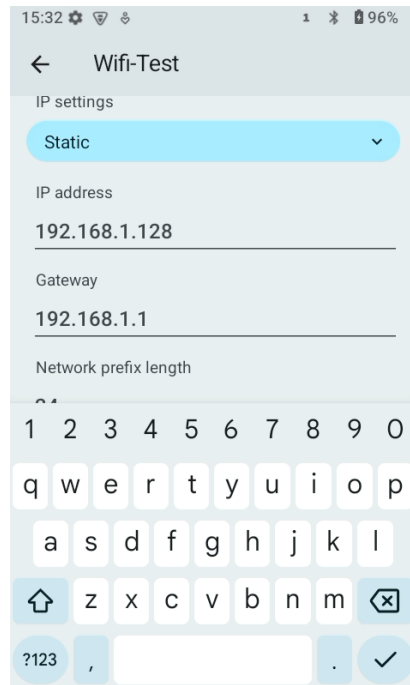 15:32 1 96%
Wifi-Test
IP settings
Static
IP address
192.168.1.128
Gateway
192.168.1.1
Network prefix length
1 2 3 4 5 6 7 8 9 0
q w e r t y u i o p
a s d f g h j k l
z x c v b n m
?123 , .